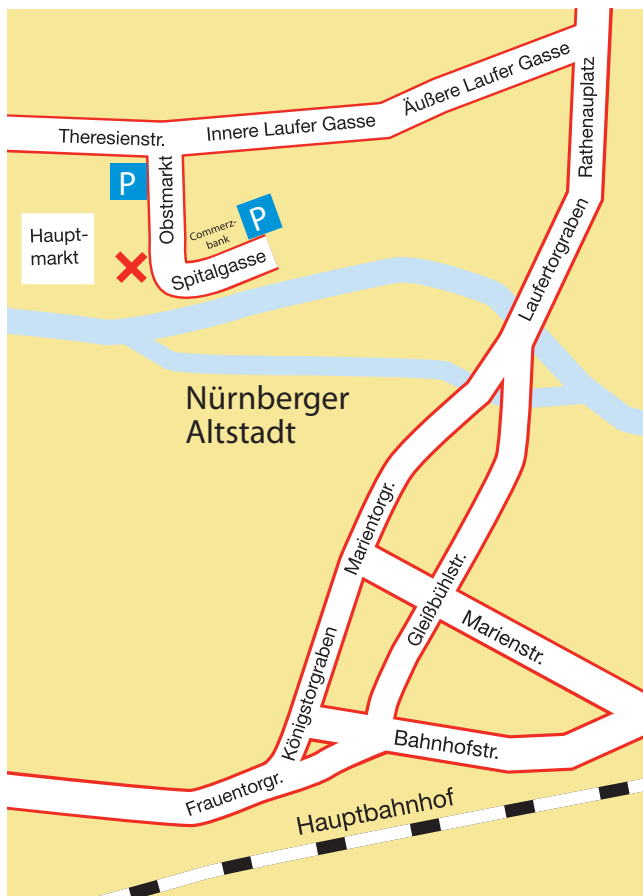 Äußere Laufer Gasse
Rathenauplatz
Theresienstr.
Innere Laufer Gasse
P
Obstmarkt
P
Commerz-
bank
Haupt-
markt
Spitalgasse
Laufertorgraben
Nürnberger
Altstadt
Marientorgr.
Gleißbühlstr.
Marienstr.
Königstorgraben
Bahnhofstr.
Frauentorgr.
Hauptbahnhof